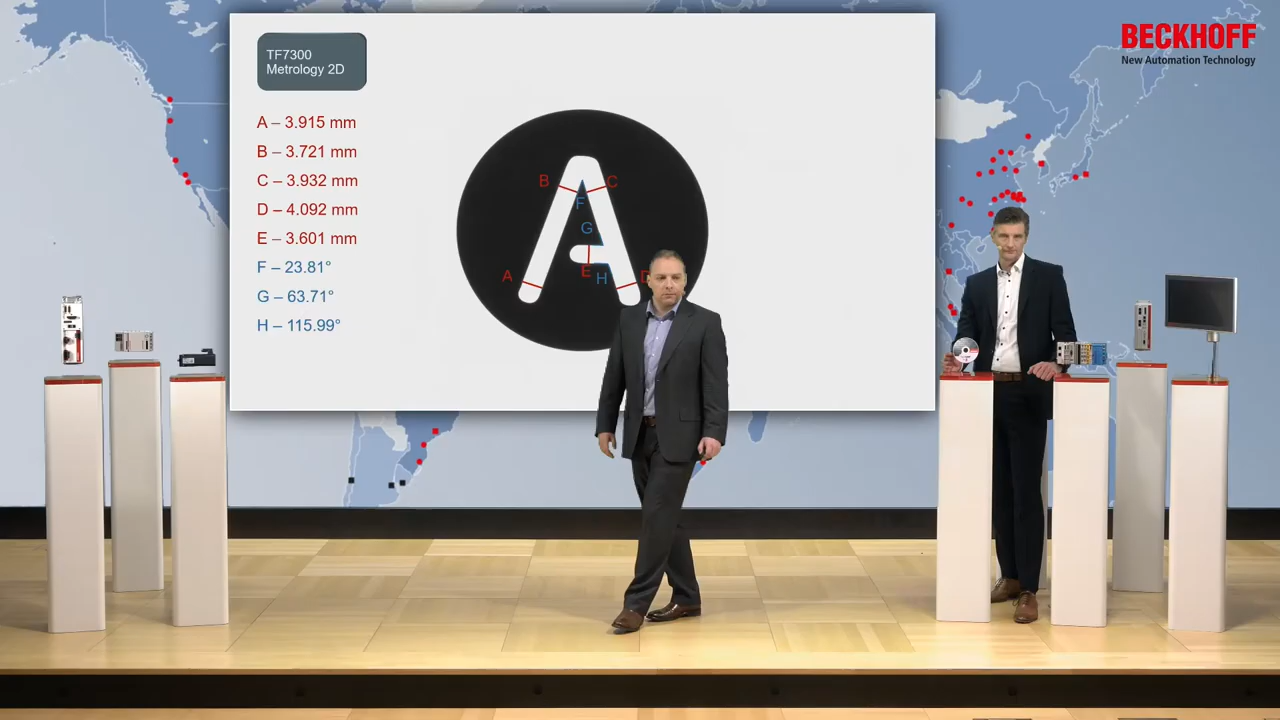 TF7300
Metrology 2D
A – 3.915 mm
B – 3.721 mm
C – 3.932 mm
D – 4.092 mm
E – 3.601 mm
F – 23.81°
G – 63.71°
H – 115.99°
B
C
F
G
A
E
H
D
BECKHOFF
New Automation Technology